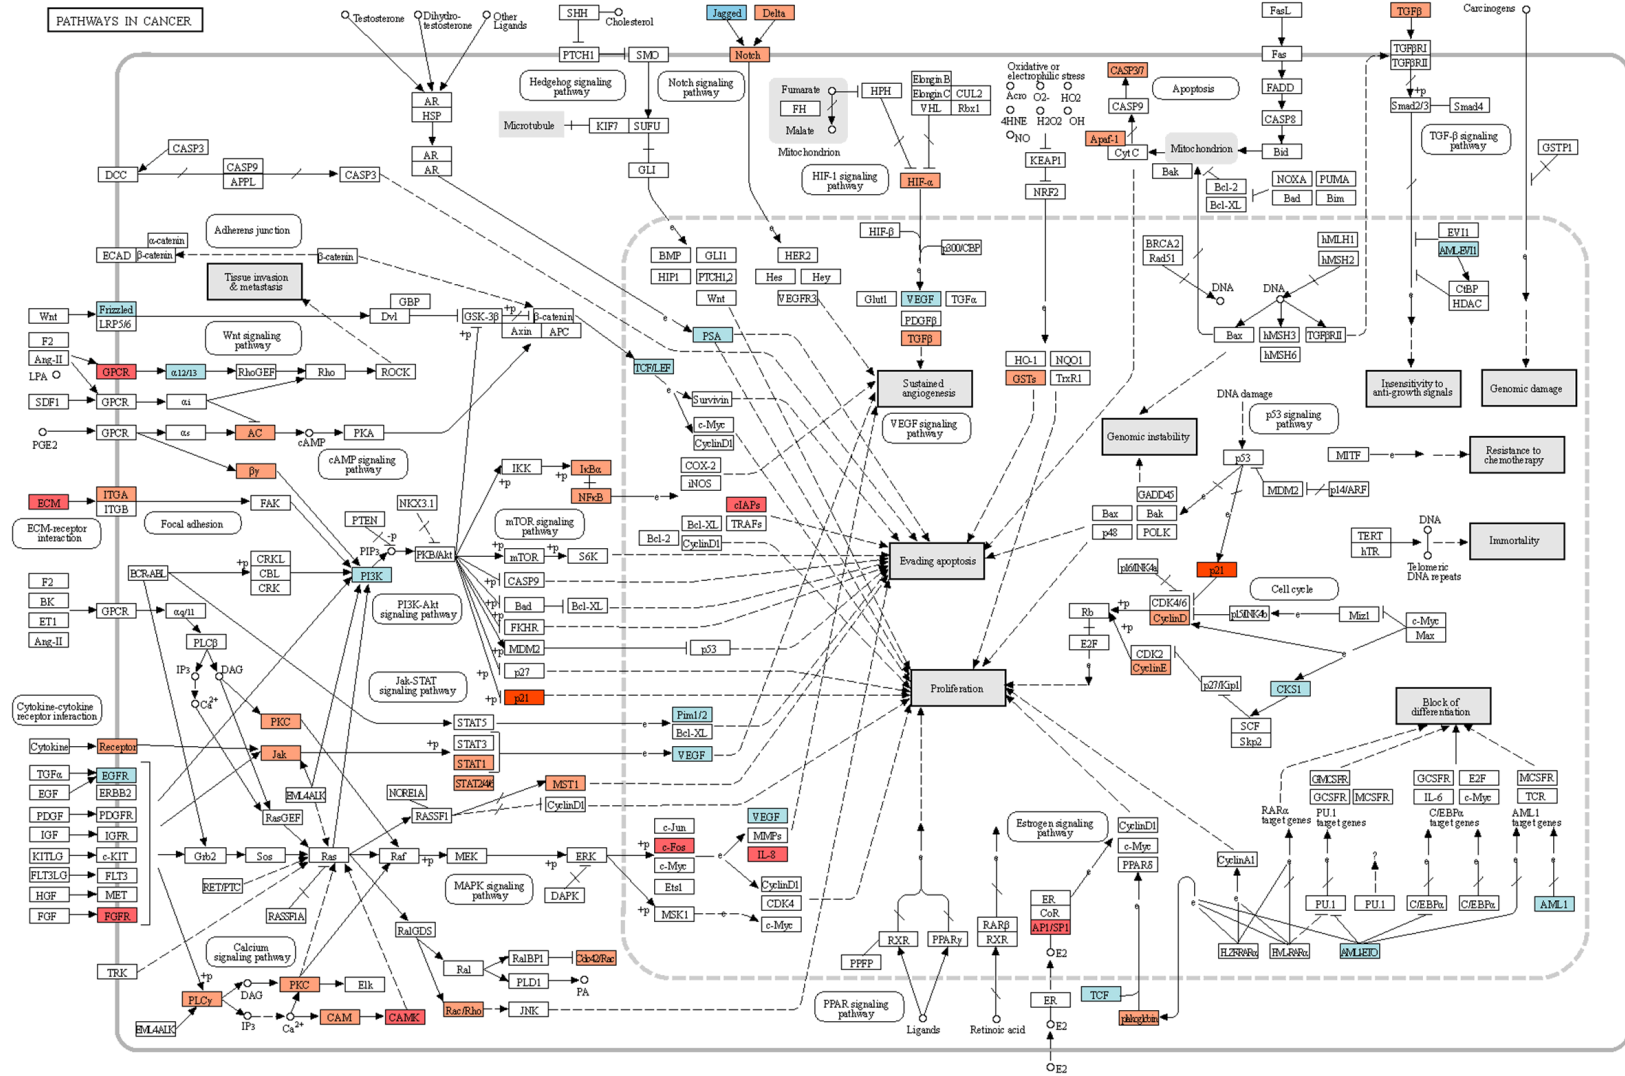 PATHWAYS IN CANCER
Testosterone
Dihydro-
testosterone
Other
Ligands
SHH
Cholesterol
PTCH1
SMO
Hedgehog signaling
pathway
Microtubule
KIF7
SUFU
GLI
Jagged
Delta
Notch
Notch signaling
pathway
Fumarate
FH
Malate
Mitochondrion
HPH
Elongin B
Elongin C
CUL2
VHL
Rbx1
HIF-1 signaling
pathway
HIF-α
Oxidative or
electrophilic stress
Acro
O2-
HO2
4HNE
H2O2
OH
NO
KEAP1
NRF2
CASP3/7
CASP9
Apaf-1
Cyt C
Apoptosis
Mitochondrion
FasL
Fas
FADD
CASP8
Bid
Bak
Bcl-2
Bcl-XL
NOXA
PUMA
Bad
Bim
TGFβ
TGFβRI
TGFβRII
+p
Smad2/3
Smad4
TGF-β signaling
pathway
Carcinogens
GSTP1
AR
HSP
AR
AR
CASP3
DCC
CASP9
APPL
CASP3
Adherens junction
α-catenin
ECAD
β-catenin
β-catenin
Tissue invasion
& metastasis
Wnt
Frizzled
LRP5/6
GBP
Dvl
GSK-3β
+p
β-catenin
Axin
APC
Wnt signaling
pathway
F2
Ang-II
LPA
GPCR
α12/13
RhoGEF
Rho
ROCK
SDF1
GPCR
αi
PGE2
GPCR
αs
AC
cAMP
PKA
βγ
cAMP signaling
pathway
ECM
ITGA
ITGB
FAK
ECM-receptor
interaction
Focal adhesion
PTEN
-p
PIP3
NKX3.1
PKB/Akt
IKK
+p
+p
IκBα
NFκB
e
mTOR signaling
pathway
+p
mTOR
+p
S6K
+p
CASP9
+p
Bad
Bcl-XL
+p
FKHR
+p
MDM2
p53
+p
p27
+p
p21
BCR-ABL
+p
CRKL
CBL
CRK
PI3K
PI3K-Akt
signaling pathway
F2
BK
ET1
Ang-II
GPCR
αq/11
PLCβ
IP3
DAG
Ca2+
Jak-STAT
signaling pathway
Cytokine-cytokine
receptor interaction
Cytokine
Receptor
PKC
Jak
+p
STAT5
STAT3
STAT1
STAT2/4/6
e
e
Pim1/2
Bcl-XL
VEGF
TGFα
EGF
EGFR
ERBB2
PDGF
PDGFR
IGF
IGFR
KITLG
c-KIT
FLT3LG
FLT3
HGF
MET
FGF
FGFR
EML4ALK
RasGEF
NORE1A
RASSF1
MST1
CyclinD1
Grb2
Sos
Ras
Raf
+p
MEK
+p
ERK
MAPK signaling
pathway
DAPK
RET/PTC
RASSF1A
RalGDS
Ral
RalBP1
PLD1
Cdc42/Rac
PA
Rac/Rho
JNK
TRK
Calcium
signaling pathway
+p
PLCγ
DAG
IP3
EML4ALK
PKC
Elk
Ca2+
CAM
CAMK
+p
c-Jun
c-Fos
c-Myc
Ets1
+p
MSK1
e
VEGF
MMPs
IL-8
CyclinD1
CDK4
e
c-Myc
e
BMP
GLI1
HIP1
PTCH1,2
Wnt
e
HER2
Hes
Hey
VEGFR3
HIF-β
p300/CBP
e
Glut1
VEGF
TGFα
PDGFβ
TGFβ
Sustained
angiogenesis
VEGF signaling
pathway
e
PSA
TCF/LEF
e
Survivin
c-Myc
CyclinD1
COX-2
iNOS
cIAPs
Bcl-XL
TRAFs
Bcl-2
CyclinD1
e
HO-1
NQO1
GSTs
TrxR1
Evading apoptosis
Proliferation
BRCA2
Rad51
DNA
hMLH1
hMSH2
DNA
Bax
hMSH3
TGFβRII
hMSH6
EVI1
AML-EVI1
CtBP
HDAC
e
e
Insensitivity to
anti-growth signals
Genomic damage
Genomic instability
DNA damage
p53 signaling
pathway
p53
MDM2
p14/ARF
MITF
e
Resistance to
chemotherapy
GADD45
Bax
Bak
p48
POLK
e
e
TERT
hTR
DNA
Telomeric
DNA repeats
Immortality
p21
p16/INK4a
Cell cycle
CDK4/6
CyclinD
p15/INK4b
e
Miz1
c-Myc
Max
Rb
+p
+p
E2F
e
CDK2
CyclinE
p27/Kip1
CKS1
e
SCF
Skp2
Block of
differentiation
GMCSFR
GCSFR
MCSFR
GCSFR
E2F
IL-6
c-Myc
MCSFR
TCR
RARα
target genes
PU.1
target genes
C/EBPα
target genes
AML1
target genes
e
e
?
e
e
e
PU.1
PU.1
C/EBPα
C/EBPα
AML1
PLZF-RARα
PML-RARα
AML1-ETO
Estrogen signaling
pathway
CyclinD1
c-Myc
PPARδ
CyclinA1
e
e
e
ER
CoR
AP1/SP1
E2
ER
E2
E2
TCF
plakoglobin
e
RXR
PPARγ
PPFP
PPAR signaling
pathway
Ligands
e
RARβ
RXR
Retinoic acid